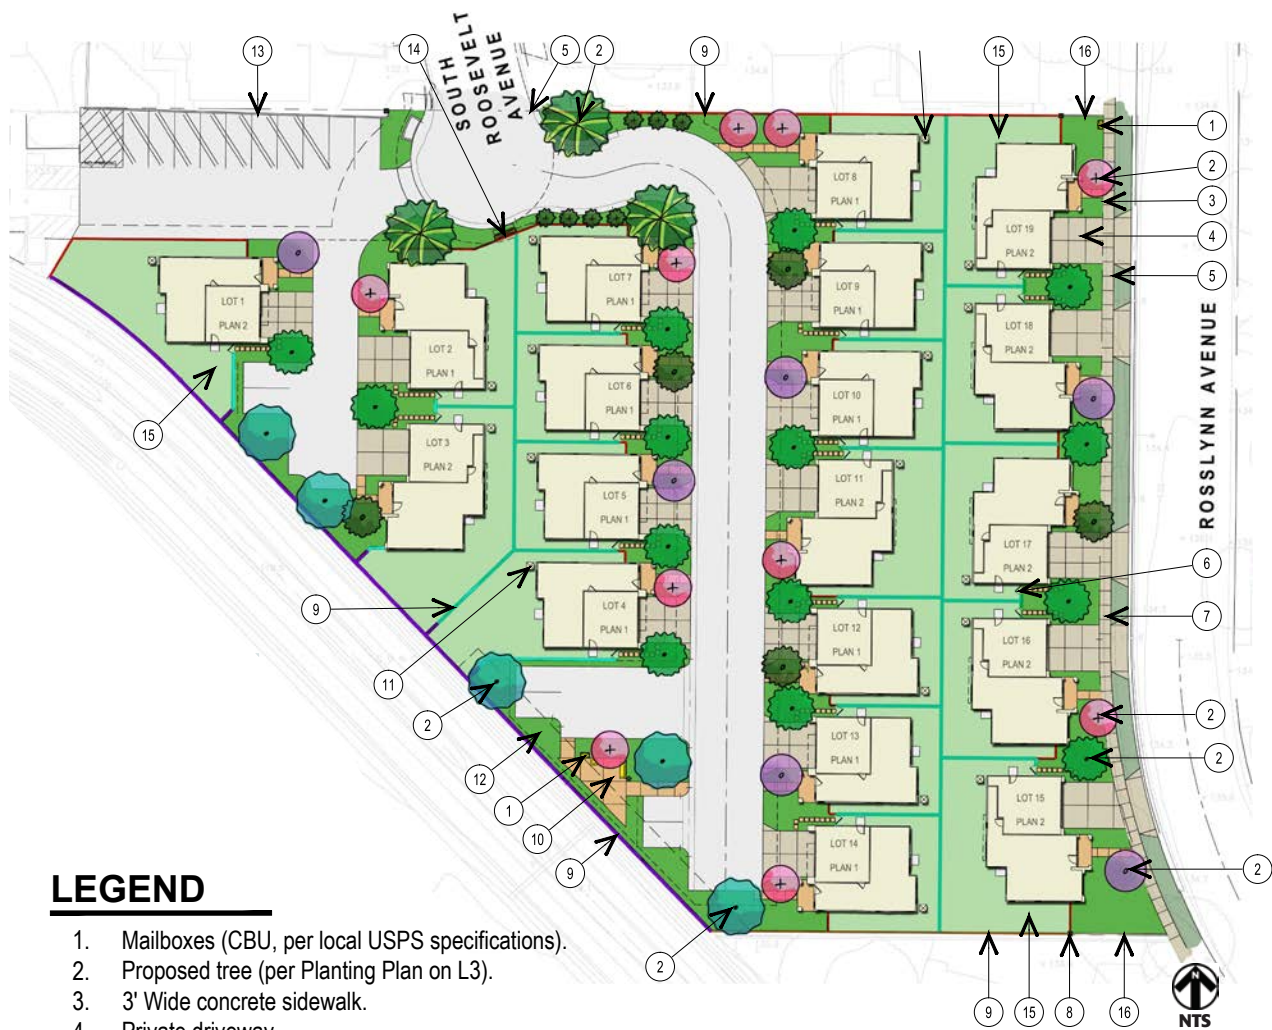 13
14
SOUTH
ROOSEVELT
AVENUE
5
2
9
15
16
1
2
3
4
5
ROSSLYNN AVENUE
LOT 8
PLAN 1
LOT 19
PLAN 2
LOT 1
PLAN 2
LOT 7
PLAN 1
LOT 9
PLAN 1
LOT 2
PLAN 1
LOT 18
PLAN 2
LOT 6
PLAN 1
LOT 10
PLAN 1
15
LOT 3
PLAN 2
LOT 5
PLAN 1
LOT 11
PLAN 2
LOT 17
PLAN 2
6
9
LOT 4
PLAN 1
LOT 12
PLAN 1
LOT 16
PLAN 2
7
11
2
2
2
12
1
10
9
LOT 13
PLAN 1
LOT 15
PLAN 2
LOT 14
PLAN 1
2
2
9
15
8
16
N
NTS
LEGEND
1. Mailboxes (CBU, per local USPS specifications).
2. Proposed tree (per Planting Plan on L3).
3. 3' Wide concrete sidewalk.
4. Private driveway